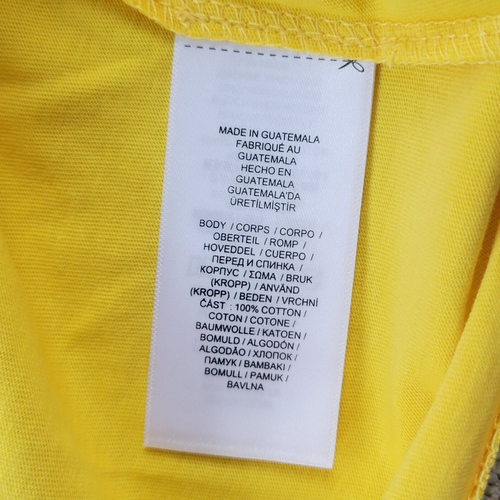 MADE IN GUATEMALA
FABRIQUÉ AU
GUATEMALA
HECHO EN
GUATEMALA
GUATEMALA'DA
ÜRETİLMİŞTİR
BODY / CORPS / CORPO /
OBERTEIL / ROMP /
HOVEDDEL / CUERPO /
ПЕРЕД И СПИНКА /
КОРПУС / ΣΩΜΑ / BRUK
(KROPP) / ANVÄND
(KROPP) / BEDEN / VRCHNÍ
ČÁST : 100% COTTON /
COTON / COTONE /
BAUMWOLLE / KATOEN /
BOMULD / ALGODÓN /
ALGODÃO / ХЛОПОК /
ПАМУК / ΒΑΜΒΑΚΙ /
BOMULL / PAMUK /
BAVLNA